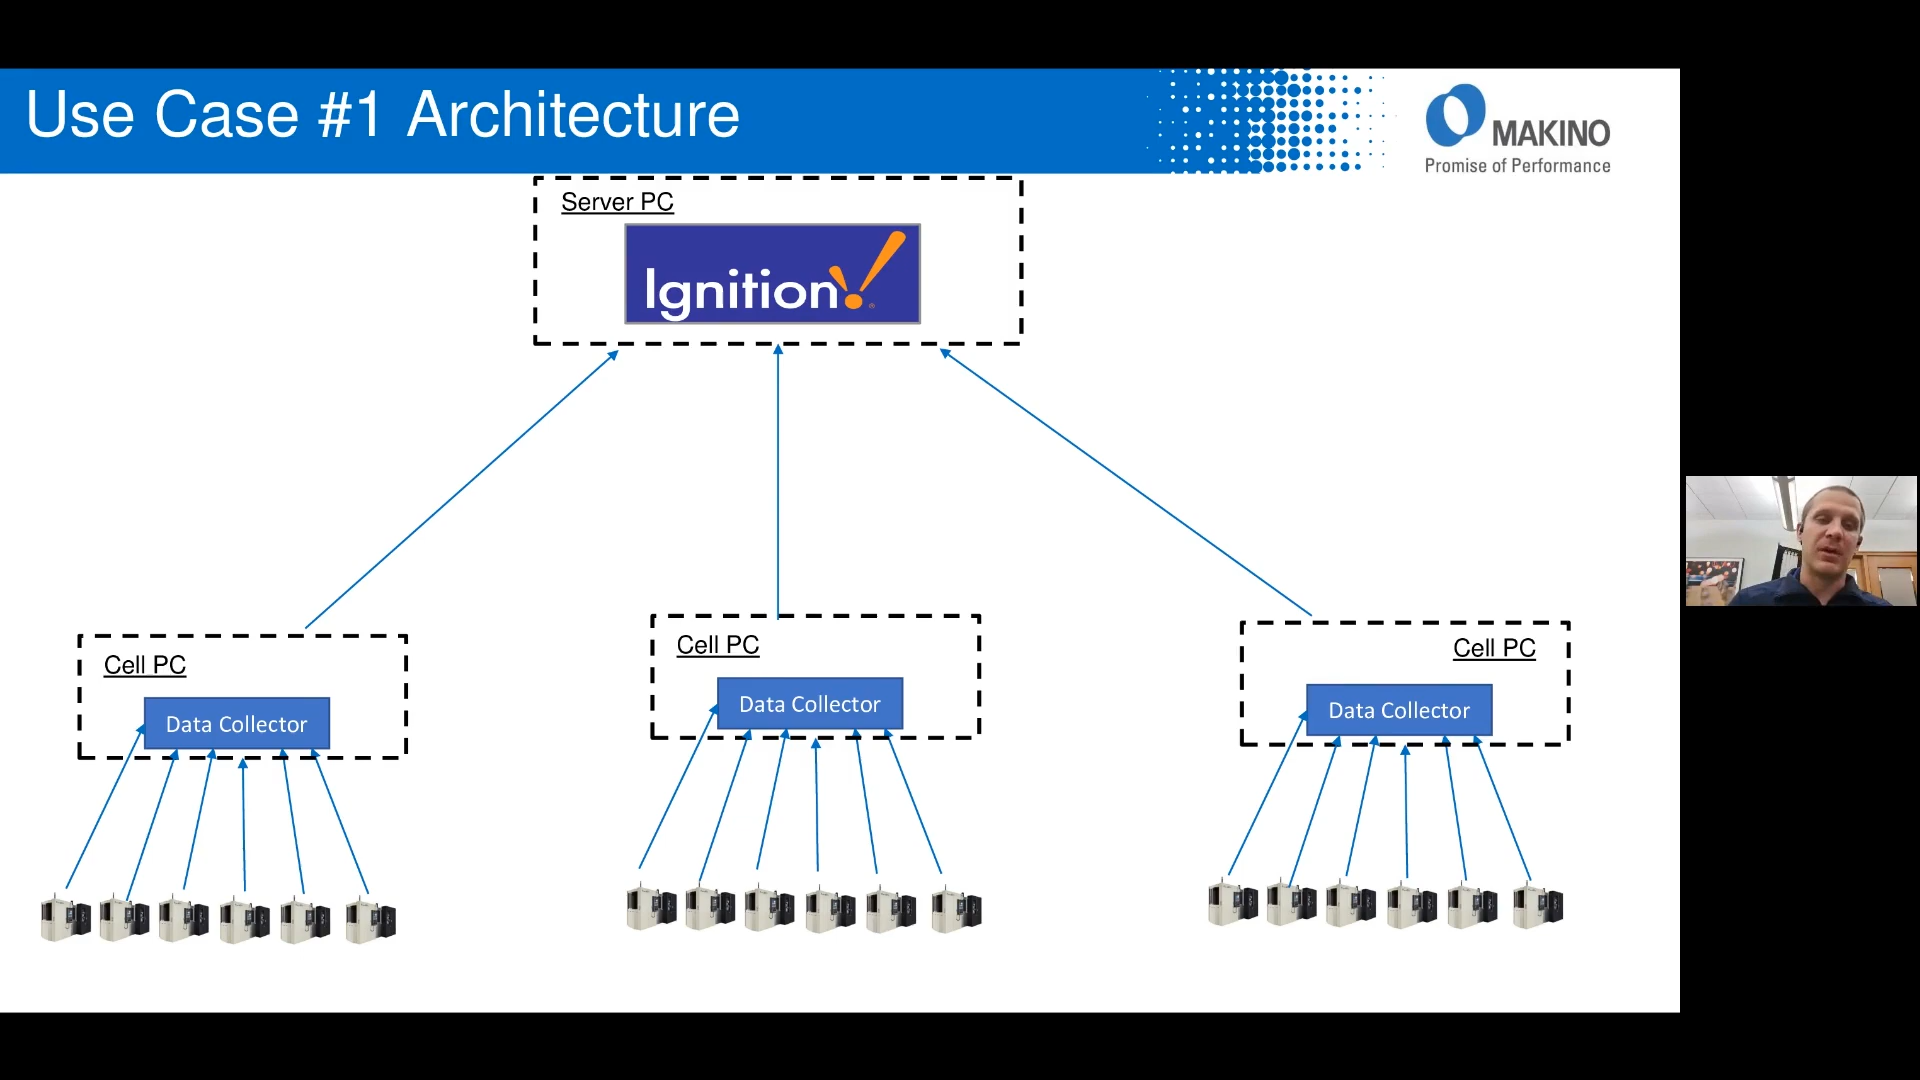 Use Case #1 Architecture
MAKINO
Promise of Performance
Server PC
Ignition!
Cell PC
Data Collector
Cell PC
Data Collector
Cell PC
Data Collector